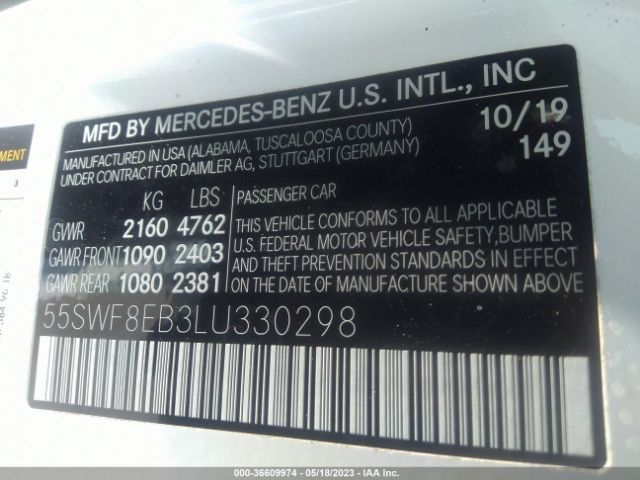 MFD BY MERCEDES-BENZ U.S. INTL., INC
MANUFACTURED IN USA (ALABAMA, TUSCALOOSA COUNTY)
UNDER CONTRACT FOR DAIMLER AG, STUTTGART (GERMANY)
10/19
149
KG LBS
GVWR 2160 4762
GAWR FRONT 1090 2403
GAWR REAR 1080 2381
PASSENGER CAR
THIS VEHICLE CONFORMS TO ALL APPLICABLE
U.S. FEDERAL MOTOR VEHICLE SAFETY, BUMPER
AND THEFT PREVENTION STANDARDS IN EFFECT
ON THE DATE OF MANUFACTURE SHOWN ABOVE
55SWF8EB3LU330298
000-36609974 - 05/18/2023 - IAA Inc.